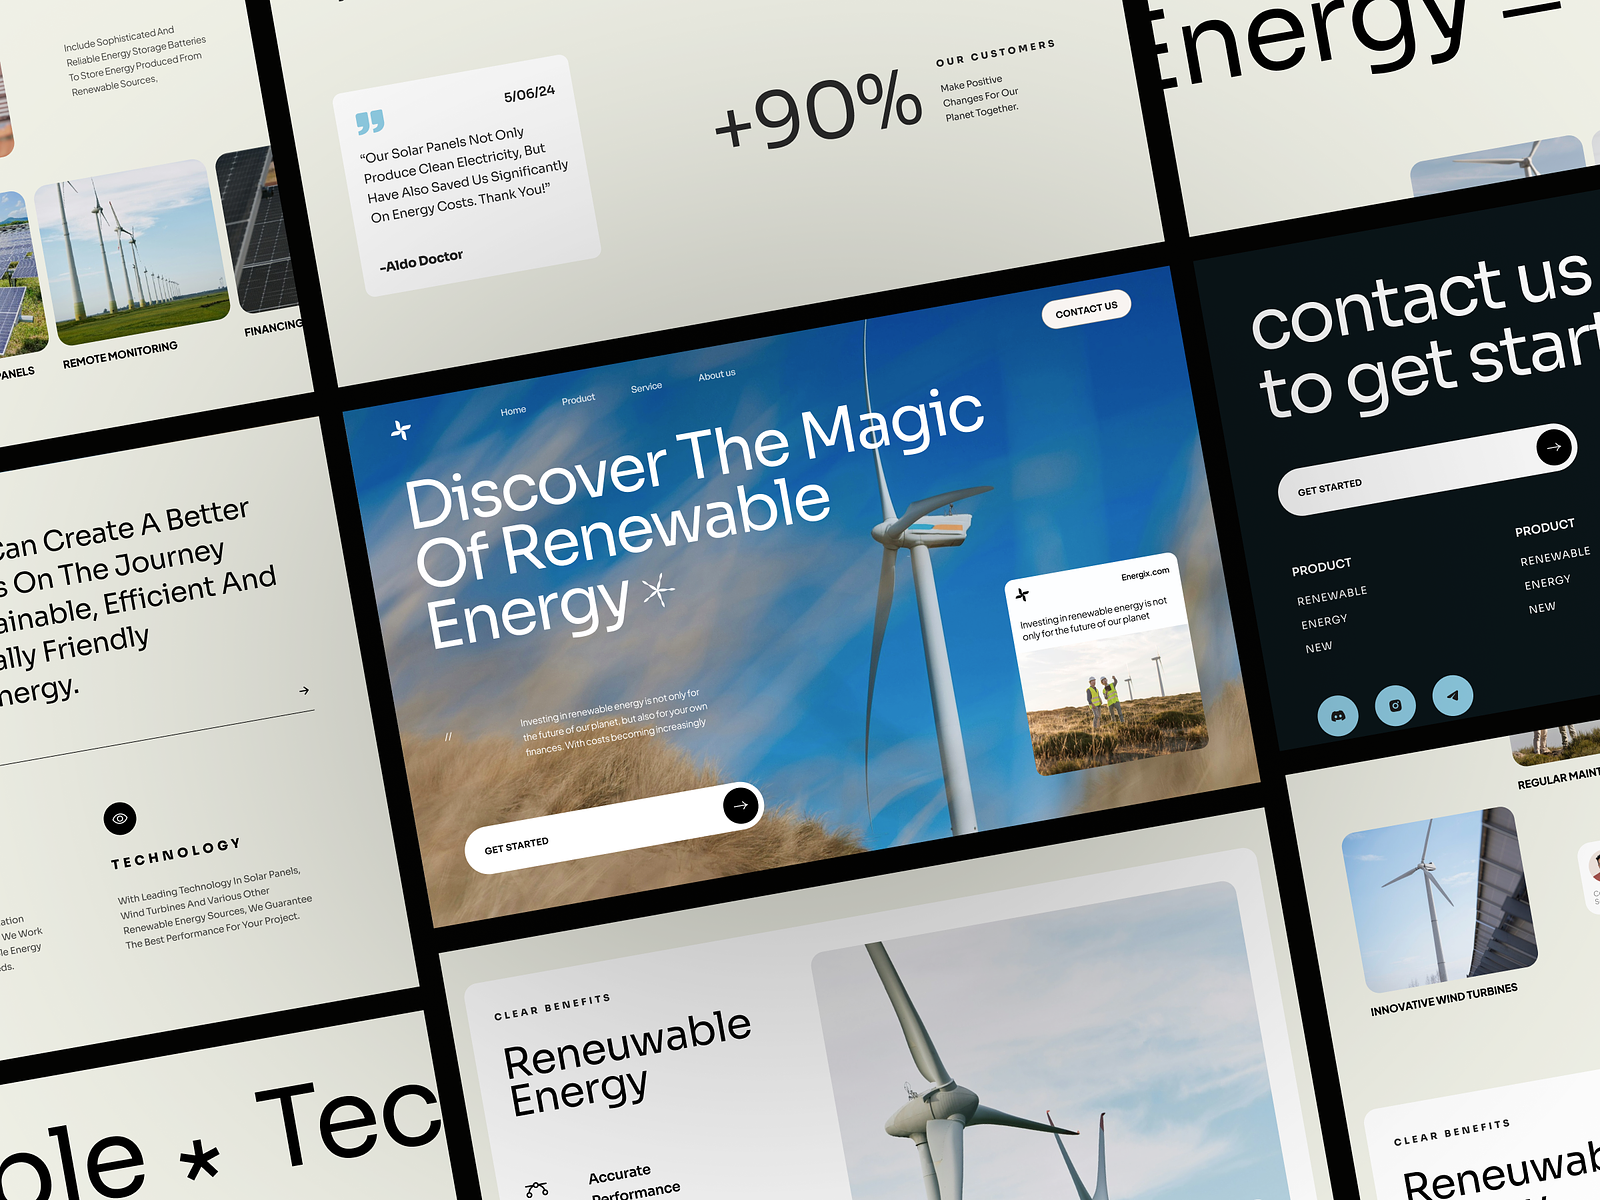 Include Sophisticated And
Reliable Energy Storage Batteries
To Store Energy Produced From
Renewable Sources,
PANELS
REMOTE MONITORING
FINANCING
5/06/24
“Our Solar Panels Not Only
Produce Clean Electricity, But
Have Also Saved Us Significantly
On Energy Costs. Thank You!”
-Aldo Doctor
+90%
OUR CUSTOMERS
Make Positive
Changes For Our
Planet Together.
Energy
contact us
to get start
GET STARTED
PRODUCT
RENEWABLE
ENERGY
NEW
PRODUCT
RENEWABLE
ENERGY
NEW
Can Create A Better
s On The Journey
ainable, Efficient And
ally Friendly
nergy.
TECHNOLOGY
With Leading Technology In Solar Panels,
Wind Turbines And Various Other
Renewable Energy Sources, We Guarantee
The Best Performance For Your Project.
ation
We Work
le Energy
ds.
Home
Product
Service
About us
CONTACT US
Discover The Magic
Of Renewable
Energy
//
Investing in renewable energy is not only for
the future of our planet, but also for your own
finances. With costs becoming increasingly
GET STARTED
Energix.com
Investing in renewable energy is not
only for the future of our planet
REGULAR MAINT
INNOVATIVE WIND TURBINES
CLEAR BENEFITS
Reneuwable
Energy
Accurate
Performance
ble * Tec
CLEAR BENEFITS
Reneuwab